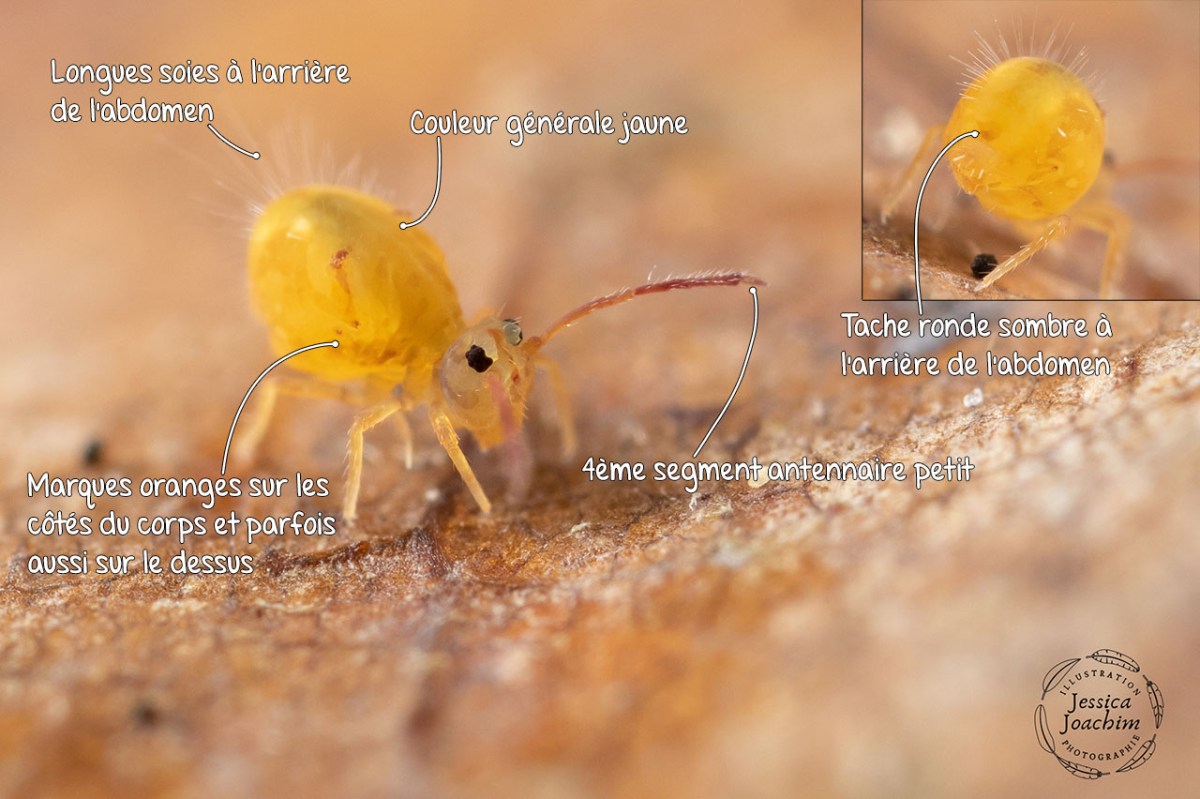 Longues soies à l'arrière
de l'abdomen
Couleur générale jaune
Tache ronde sombre à
l'arrière de l'abdomen
4ème segment antennaire petit
Marques oranges sur les
côtés du corps et parfois
aussi sur le dessus
ILLUSTRATION
Jessica
Joachim
PHOTOGRAPHIE